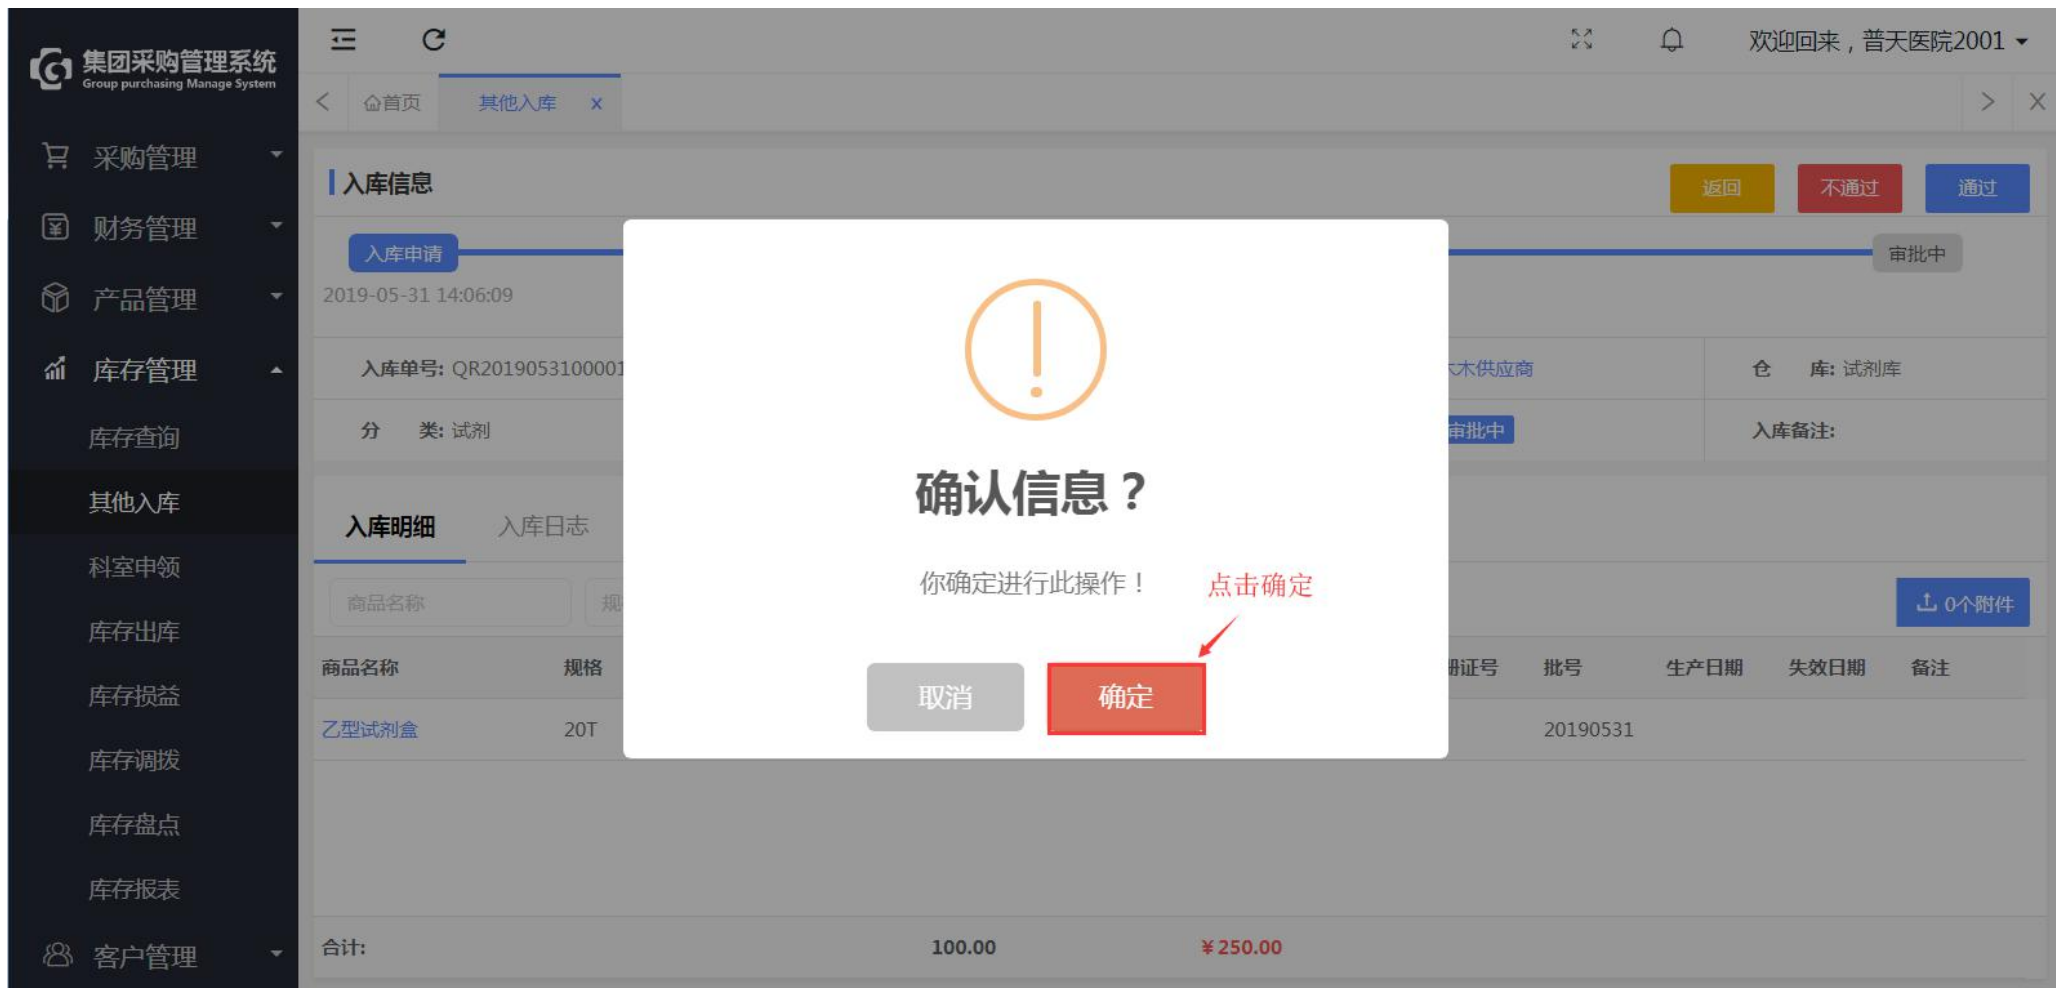 集团采购管理系统
Group purchasing Manage System
欢迎回来，普天医院2001
首页
其他入库 x
采购管理
财务管理
产品管理
库存管理
库存查询
其他入库
科室申领
库存出库
库存损益
库存调拨
库存盘点
库存报表
客户管理
入库信息
返回 不通过 通过
入库申请
审批中
2019-05-31 14:06:09
入库单号: QR2019053100001
木供应商
仓 库: 试剂库
分 类: 试剂
审批中
入库备注:
入库明细 入库日志
商品名称
0个附件
商品名称 规格 证号 批号 生产日期 失效日期 备注
乙型试剂盒 20T 20190531
合计: 100.00 ¥250.00
确认信息？
你确定进行此操作！
点击确定
取消 确定